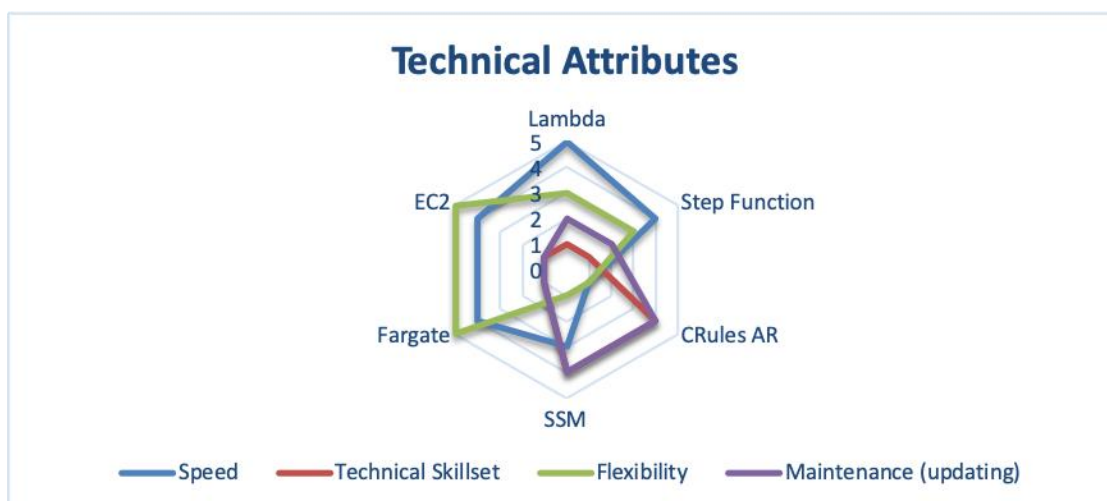 Technical Attributes
Lambda
5
4
3
2
1
0
EC2
Step Function
Fargate
CRules AR
SSM
Speed
Technical Skillset
Flexibility
Maintenance (updating)